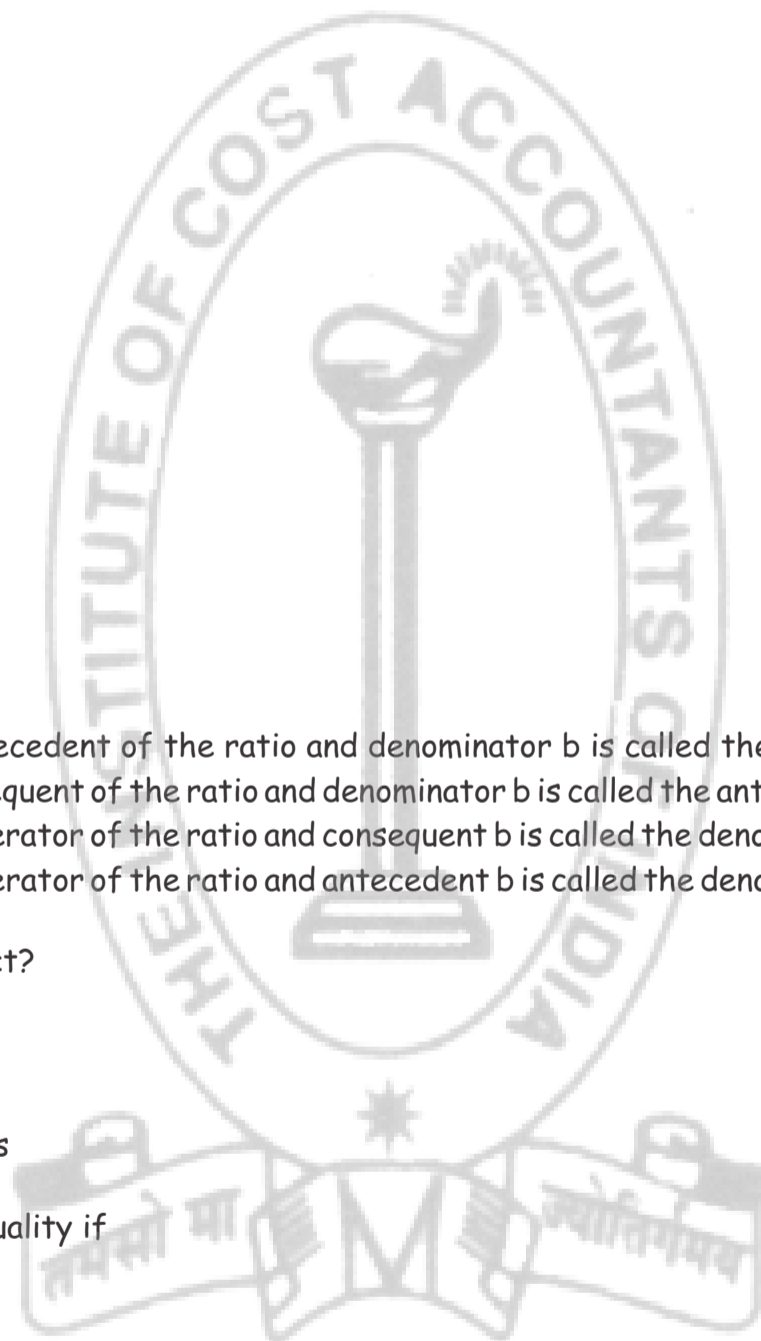 THE INSTITUTE OF COST ACCOUNTANTS OF INDIA
ecedent of the ratio and denominator b is called the
quent of the ratio and denominator b is called the ant
erator of the ratio and consequent b is called the deno
erator of the ratio and antecedent b is called the deno
ct?
s
uality if
तमसो मा ज्योतिर्गमय